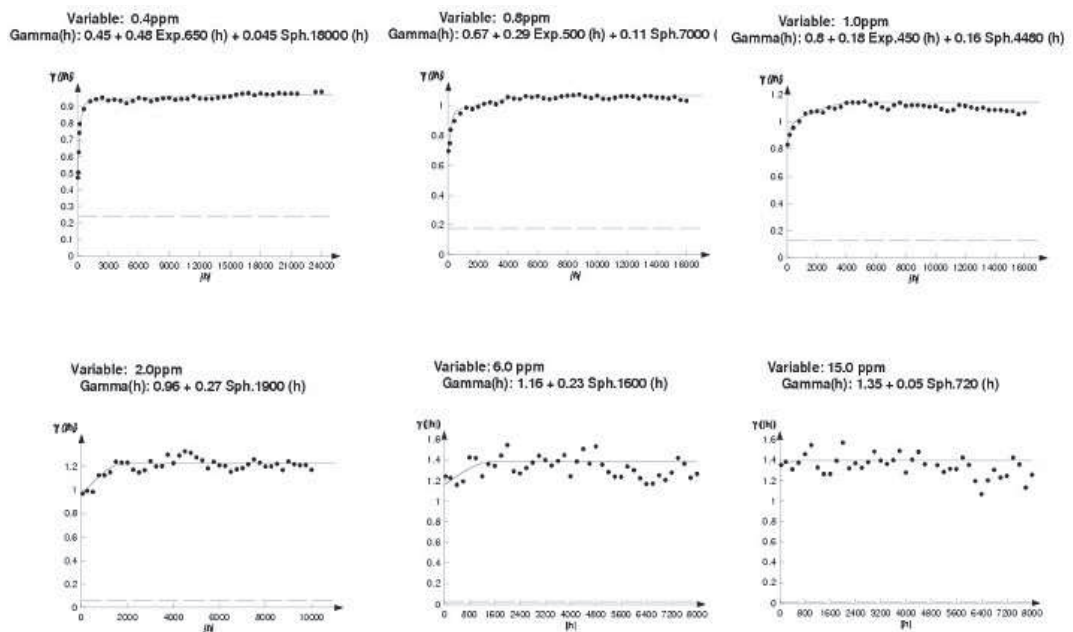 Variable: 0.4ppm
Gamma(h): 0.45 + 0.48 Exp.650 (h) + 0.045 Sph.18000 (h)
γ(|h|)
0.9
0.8
0.7
0.6
0.5
0.4
0.3
0.2
0.1
0
0 3000 6000 9000 12000 15000 18000 21000 24000
|h|
Variable: 0.8ppm
Gamma(h): 0.67 + 0.29 Exp.500 (h) + 0.11 Sph.7000 (
γ(|h|)
1
0.8
0.6
0.4
0.2
0
0 2000 4000 6000 8000 10000 12000 14000 16000
|h|
Variable: 1.0ppm
Gamma(h): 0.8 + 0.18 Exp.450 (h) + 0.16 Sph.4480 (h)
γ(|h|)
1.2
1
0.8
0.6
0.4
0.2
0
0 2000 4000 6000 8000 10000 12000 14000 16000
|h|
Variable: 2.0ppm
Gamma(h): 0.96 + 0.27 Sph.1900 (h)
γ(|h|)
1.2
1
0.8
0.6
0.4
0.2
0
0 2000 4000 6000 8000 10000
|h|
Variable: 6.0 ppm
Gamma(h): 1.16 + 0.23 Sph.1600 (h)
γ(|h|)
1.6
1.4
1.2
1
0.8
0.6
0.4
0.2
0
0 800 1600 2400 3200 4000 4800 5600 6400 7200 8000
|h|
Variable: 15.0 ppm
Gamma(h): 1.35 + 0.05 Sph.720 (h)
γ(|h|)
1.6
1.4
1.2
1
0.8
0.6
0.4
0.2
0
0 800 1600 2400 3200 4000 4800 5600 6400 7200 8000
|h|